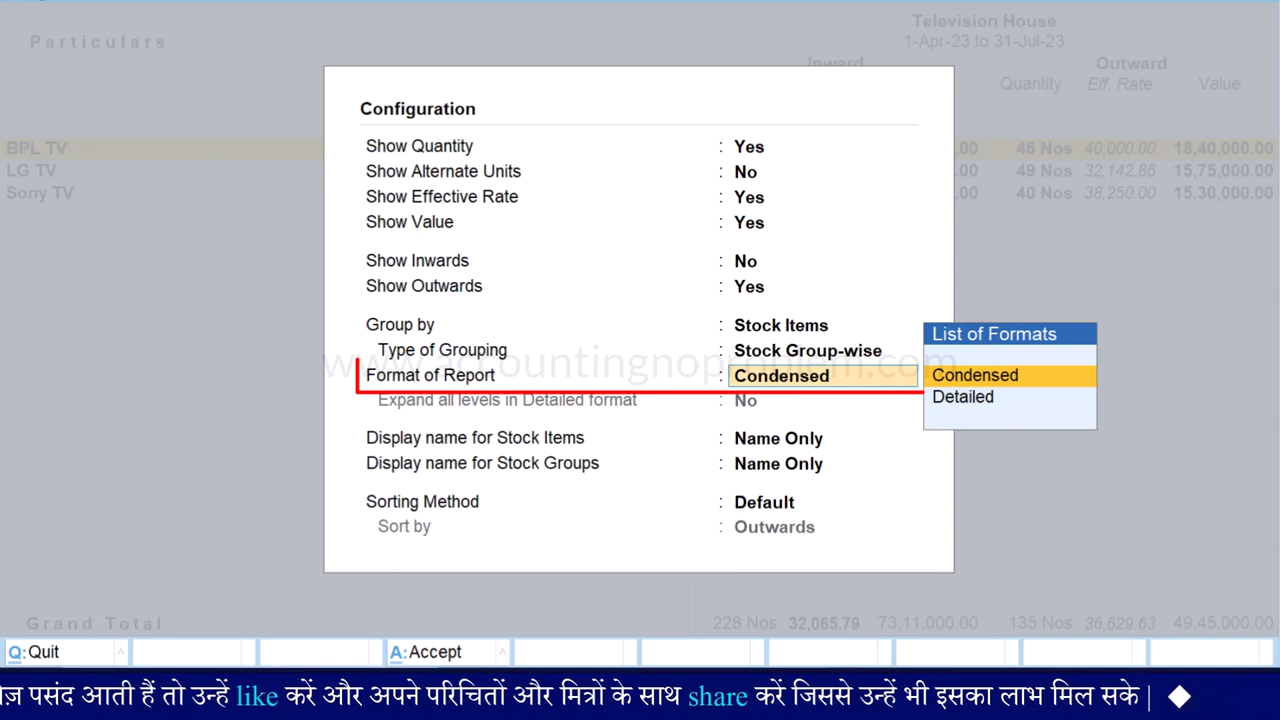 Television House
Particulars
1-Apr-23 to 31-Jul-23
Inward Outward
Quantity Eff. Rate Value
BPL TV .00 46 Nos 40,000.00 18,40,000.00
LG TV .00 49 Nos 32,142.86 15,75,000.00
Sony TV .00 40 Nos 38,250.00 15,30,000.00
Configuration
Show Quantity : Yes
Show Alternate Units : No
Show Effective Rate : Yes
Show Value : Yes
Show Inwards : No
Show Outwards : Yes
Group by : Stock Items
Type of Grouping : Stock Group-wise
Format of Report : Condensed
Expand all levels in Detailed format : No
Display name for Stock Items : Name Only
Display name for Stock Groups : Name Only
Sorting Method : Default
Sort by : Outwards
List of Formats
Condensed
Detailed
www.accountingnoproblem.com
Grand Total 228 Nos 32,065.79 73,11,000.00 135 Nos 36,629.63 49,45,000.00
Q:Quit A:Accept
पसंद आती हैं तो उन्हें like करें और अपने परिचितों और मित्रों के साथ share करें जिससे उन्हें भी इसका लाभ मिल सके | ◆